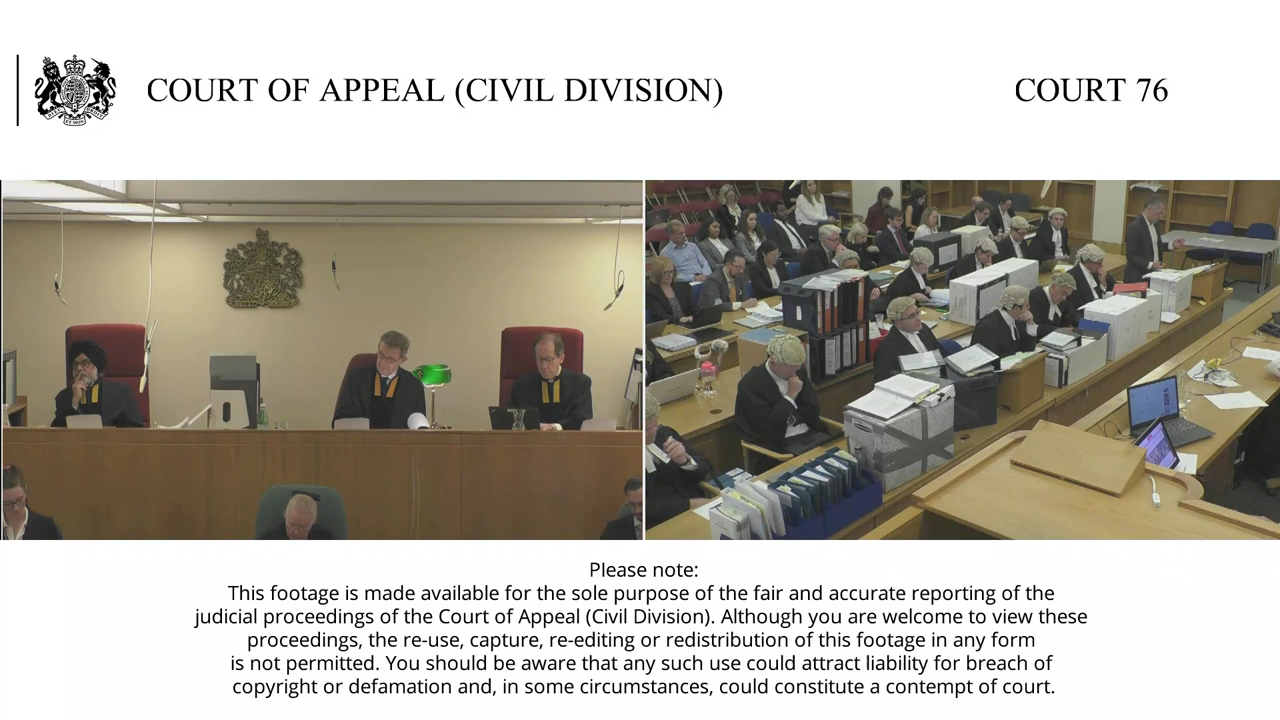 COURT OF APPEAL (CIVIL DIVISION)
COURT 76
Please note:
This footage is made available for the sole purpose of the fair and accurate reporting of the
judicial proceedings of the Court of Appeal (Civil Division). Although you are welcome to view these
proceedings, the re-use, capture, re-editing or redistribution of this footage in any form
is not permitted. You should be aware that any such use could attract liability for breach of
copyright or defamation and, in some circumstances, could constitute a contempt of court.